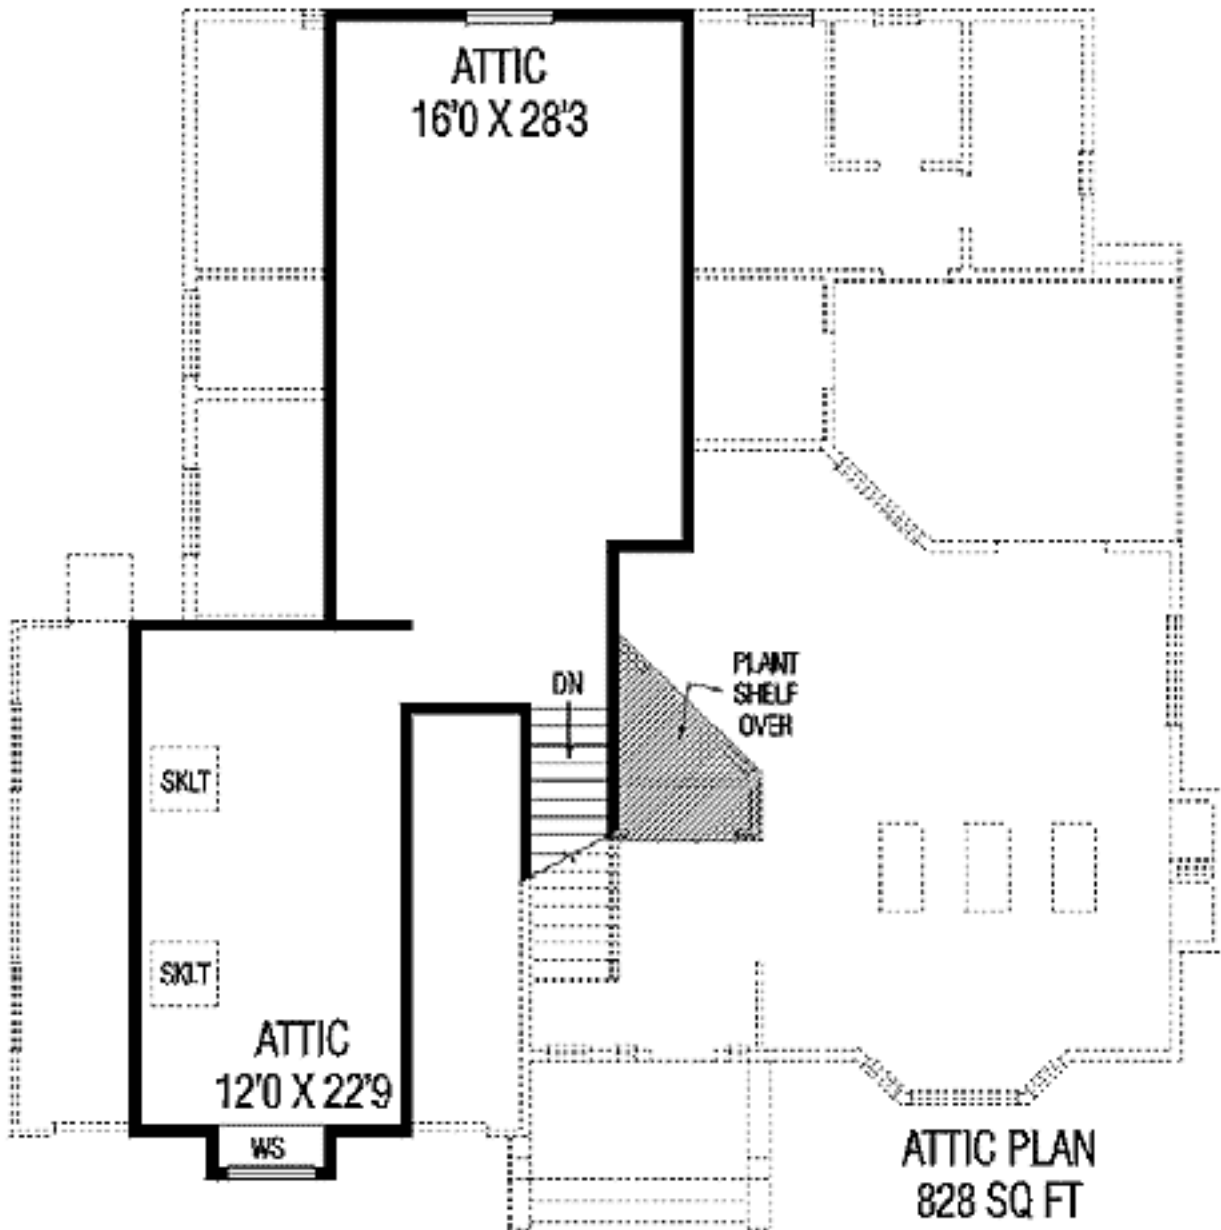 ATTIC
16'0 X 28'3
DN
PLANT
SHELF
OVER
SKLT
SKLT
ATTIC
12'0 X 22'9
WS
ATTIC PLAN
828 SQ FT